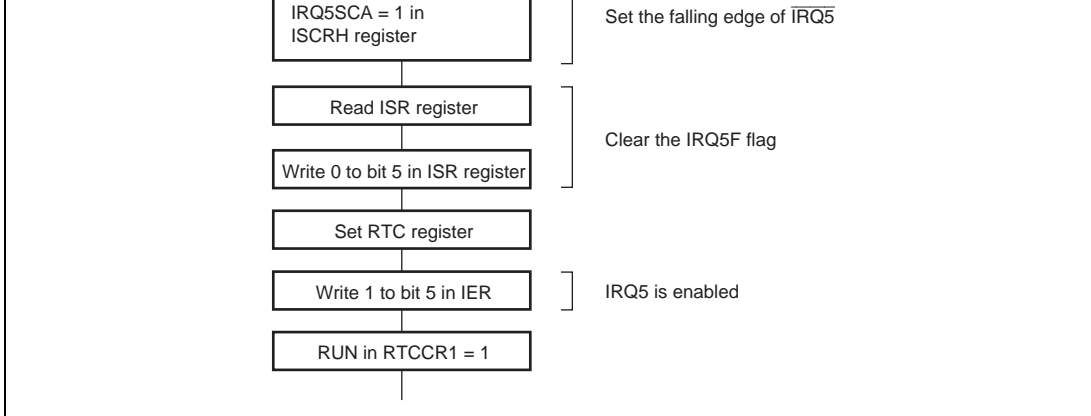 IRQ5SCA = 1 in
ISCRH register
Set the falling edge of I̅R̅Q̅5̅
Read ISR register
Clear the IRQ5F flag
Write 0 to bit 5 in ISR register
Set RTC register
Write 1 to bit 5 in IER
IRQ5 is enabled
RUN in RTCCR1 = 1